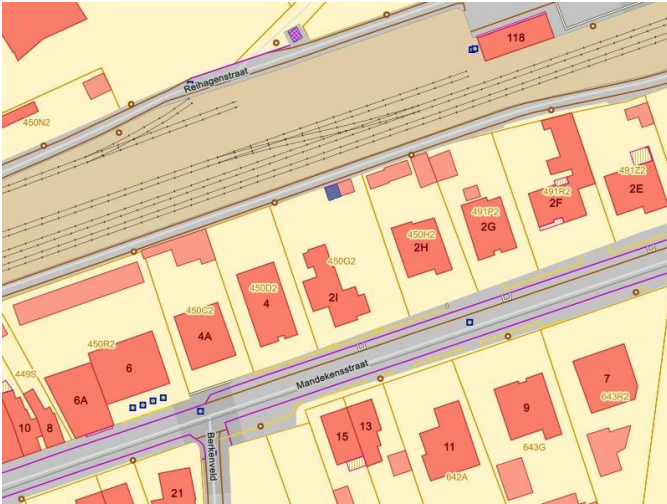 118
Reihagenstraat
450N2
491Z2
2E
491R2
2F
491P2
2G
450H2
2H
450G2
2I
450D2
4
450C2
4A
450R2
6
449S
6A
10
8
Mandekensstraat
7
643R2
9
643G
13
15
11
642A
Berkenveld
21